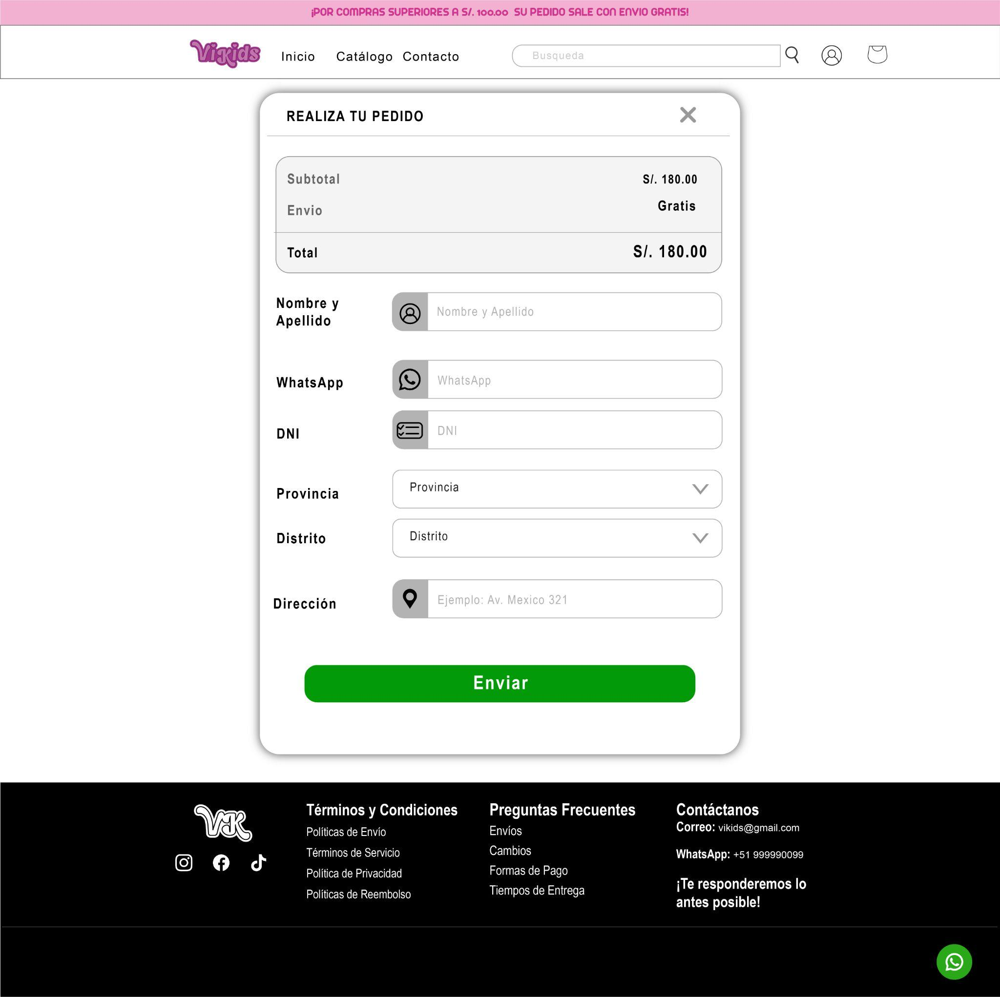 ¡POR COMPRAS SUPERIORES A S/. 100.00 SU PEDIDO SALE CON ENVIO GRATIS!
ViKids
Inicio Catálogo Contacto
Busqueda
REALIZA TU PEDIDO
Subtotal S/. 180.00
Envio Gratis
Total S/. 180.00
Nombre y
Apellido
Nombre y Apellido
WhatsApp
WhatsApp
DNI
DNI
Provincia
Provincia
Distrito
Distrito
Dirección
Ejemplo: Av. Mexico 321
Enviar
VK
Términos y Condiciones
Políticas de Envío
Términos de Servicio
Política de Privacidad
Políticas de Reembolso
Preguntas Frecuentes
Envíos
Cambios
Formas de Pago
Tiempos de Entrega
Contáctanos
Correo: vikids@gmail.com
WhatsApp: +51 999990099
¡Te responderemos lo
antes posible!